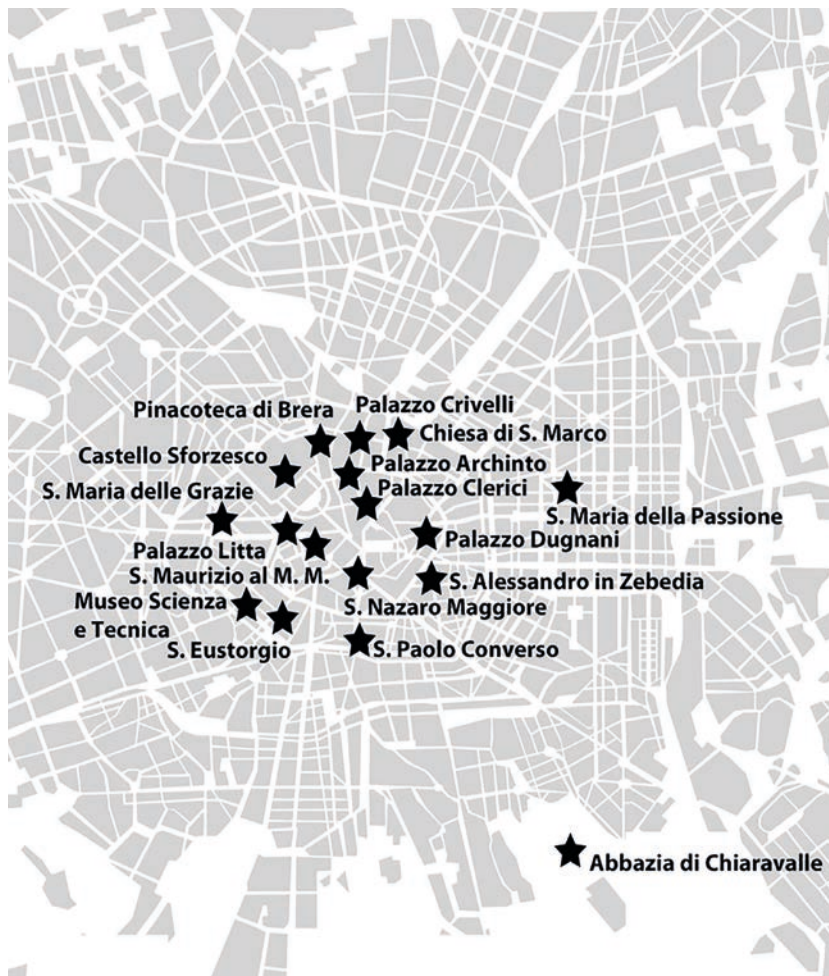 Palazzo Crivelli
Pinacoteca di Brera
Chiesa di S. Marco
Castello Sforzesco
Palazzo Archinto
S. Maria delle Grazie
Palazzo Clerici
S. Maria della Passione
Palazzo Dugnani
Palazzo Litta
S. Maurizio al M. M.
S. Alessandro in Zebedia
Museo Scienza
e Tecnica
S. Nazaro Maggiore
S. Eustorgio
S. Paolo Converso
Abbazia di Chiaravalle